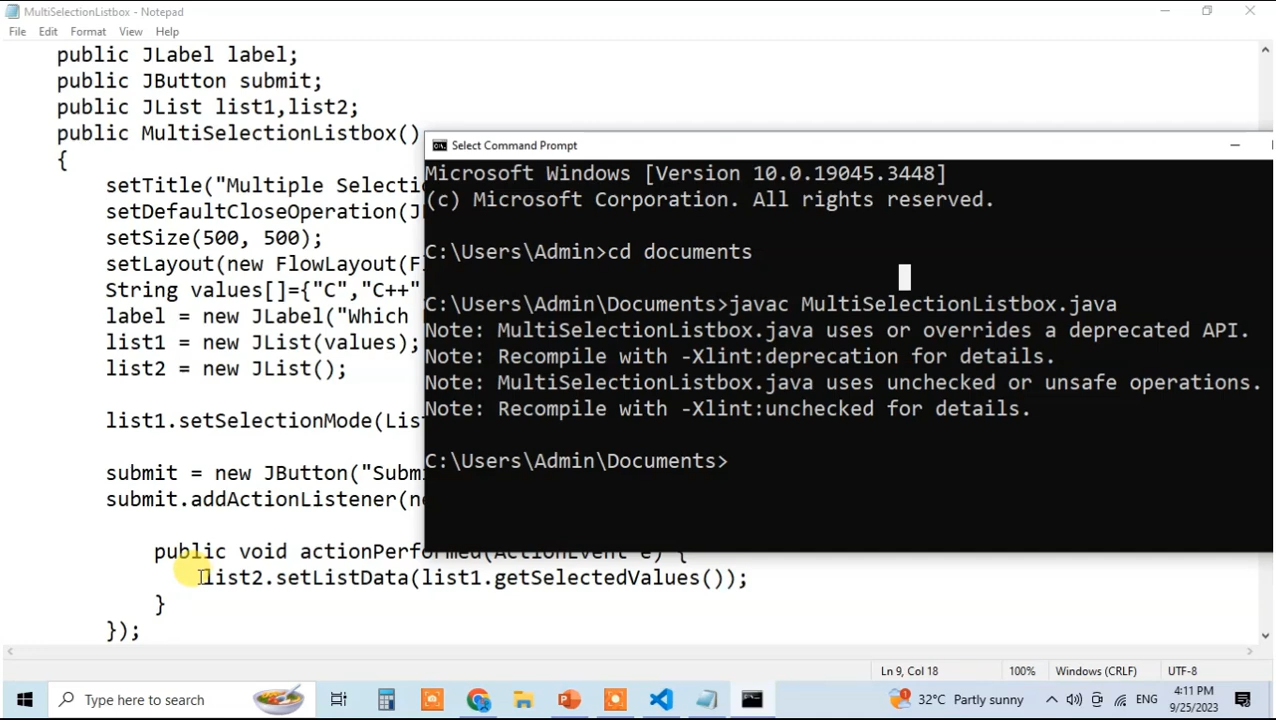 MultiSelectionListbox - Notepad
File Edit Format View Help
public JLabel label;
public JButton submit;
public JList list1,list2;
public MultiSelectionListbox()
{
setTitle("Multiple Selecti
setDefaultCloseOperation(J
setSize(500, 500);
setLayout(new FlowLayout(F
String values[]={"C","C++"
label = new JLabel("Which
list1 = new JList(values);
list2 = new JList();
list1.setSelectionMode(Lis
submit = new JButton("Submi
submit.addActionListener(ne
public void actionPerformed(ActionEvent e) {
list2.setListData(list1.getSelectedValues());
}
});
Select Command Prompt
Microsoft Windows [Version 10.0.19045.3448]
(c) Microsoft Corporation. All rights reserved.
C:\Users\Admin>cd documents
C:\Users\Admin\Documents>javac MultiSelectionListbox.java
Note: MultiSelectionListbox.java uses or overrides a deprecated API.
Note: Recompile with -Xlint:deprecation for details.
Note: MultiSelectionListbox.java uses unchecked or unsafe operations.
Note: Recompile with -Xlint:unchecked for details.
C:\Users\Admin\Documents>
Ln 9, Col 18 100% Windows (CRLF) UTF-8
Type here to search
32°C Partly sunny
ENG
4:11 PM
9/25/2023